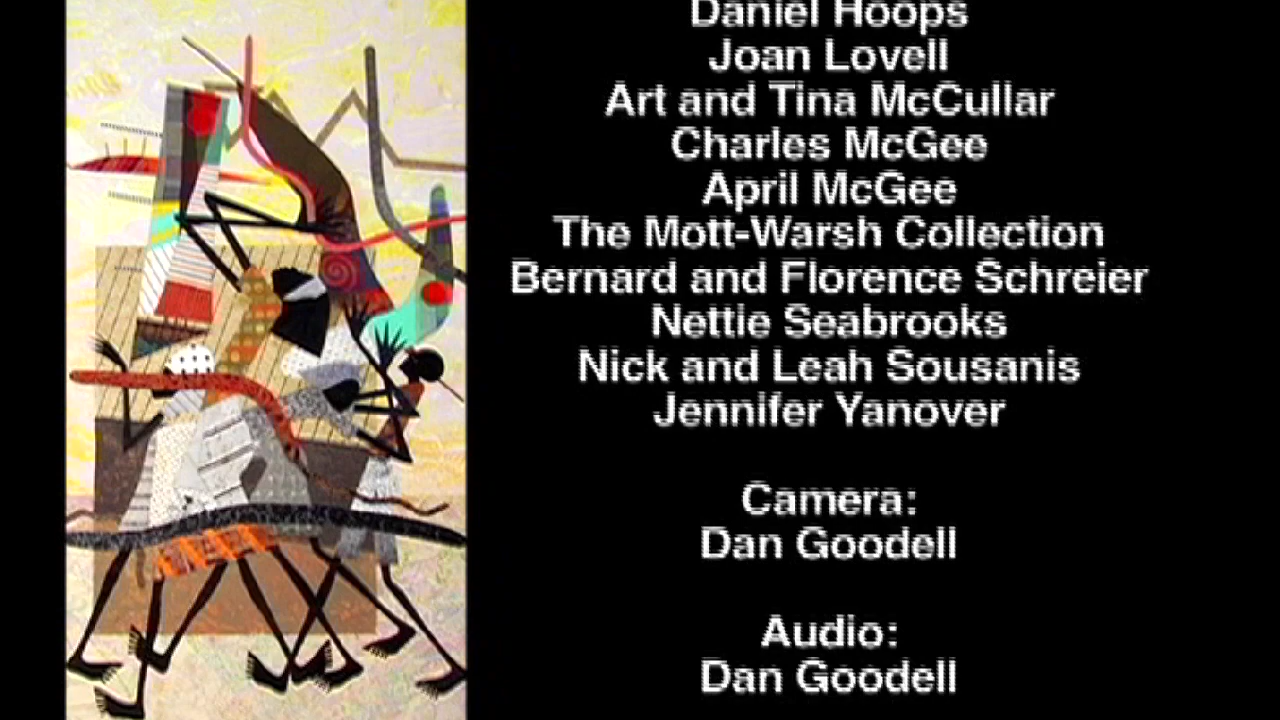 Daniel Hoops
Joan Lovell
Art and Tina McCullar
Charles McGee
April McGee
The Mott-Warsh Collection
Bernard and Florence Schreier
Nettie Seabrooks
Nick and Leah Sousanis
Jennifer Yanover
Camera:
Dan Goodell
Audio:
Dan Goodell